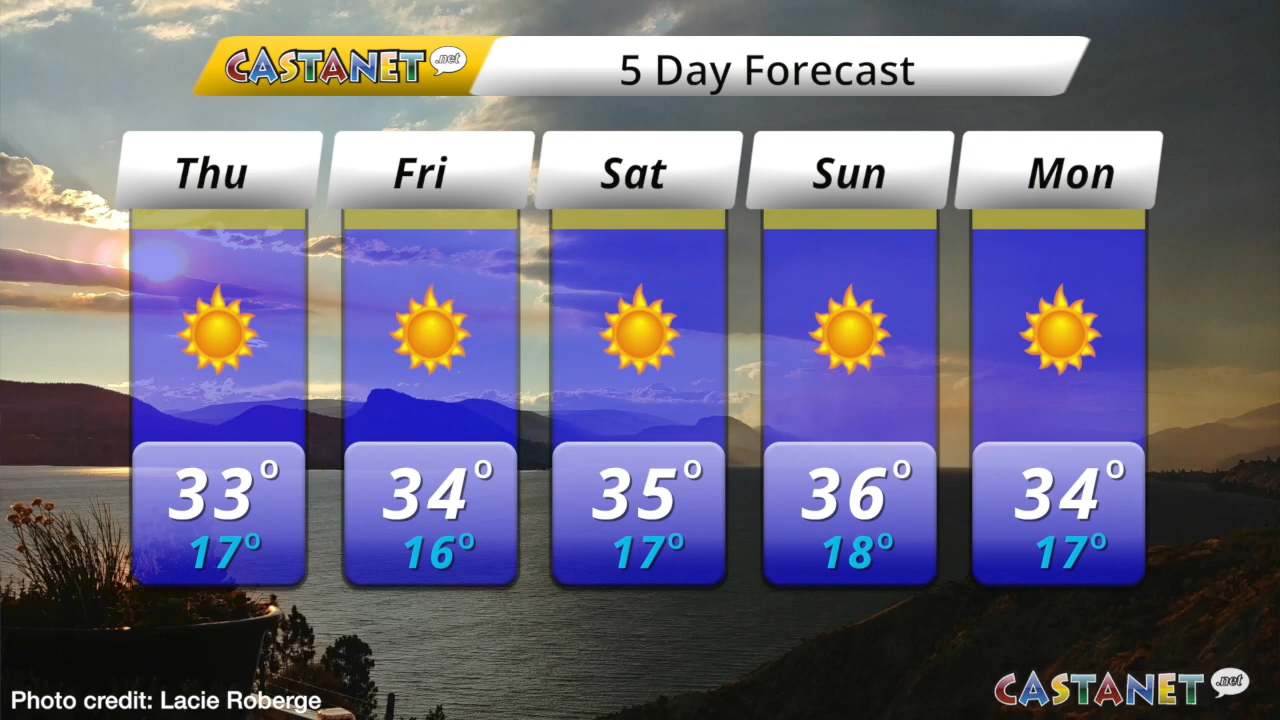 CASTANET .net
5 Day Forecast
Thu Fri Sat Sun Mon
33° 34° 35° 36° 34°
17° 16° 17° 18° 17°
Photo credit: Lacie Roberge
CASTANET .net